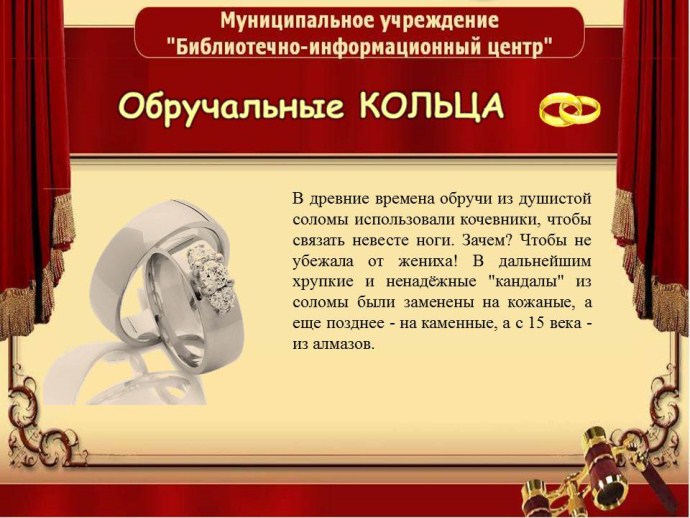 Муниципальное учреждение
"Библиотечно-информационный центр"
Обручальные КОЛЬЦА
В древние времена обручи из душистой
соломы использовали кочевники, чтобы
связать невесте ноги. Зачем? Чтобы не
убежала от жениха! В дальнейшим
хрупкие и ненадёжные "кандалы" из
соломы были заменены на кожаные, а
еще позднее - на каменные, а с 15 века -
из алмазов.